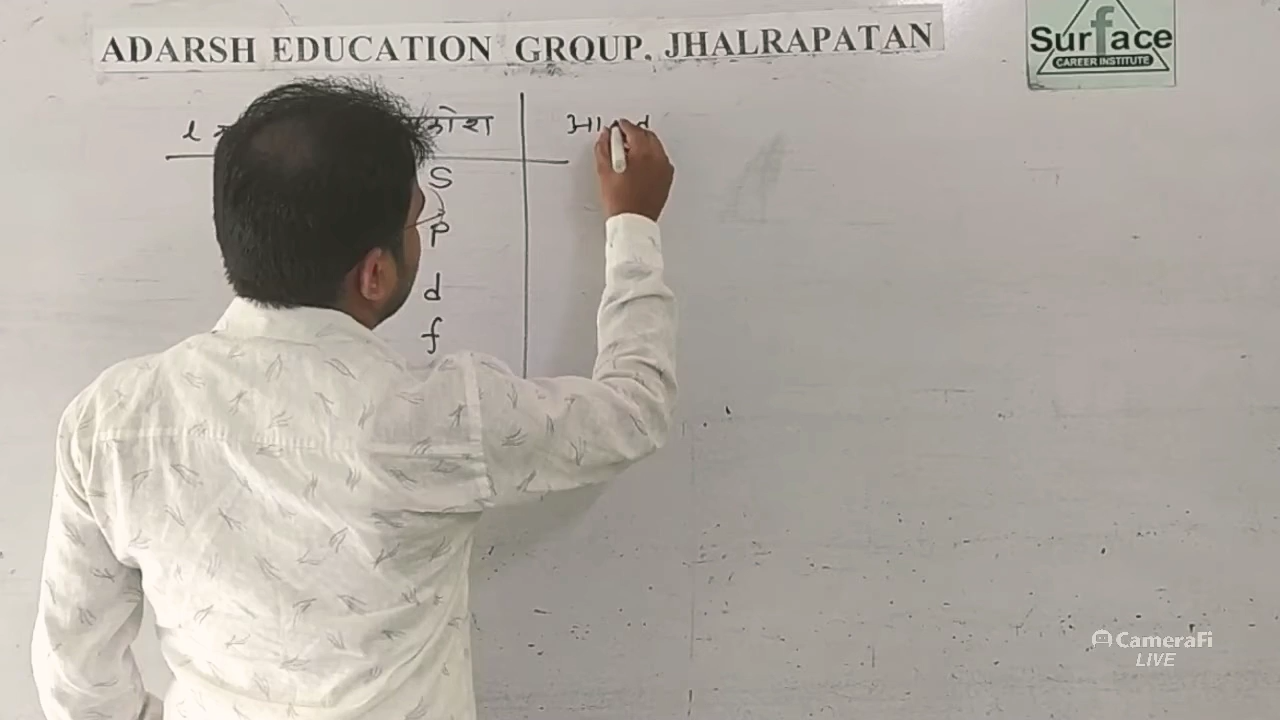 ADARSH EDUCATION GROUP, JHALRAPATAN
Surface
CAREER INSTITUTE
l
S
P
d
f
CameraFi
LIVE